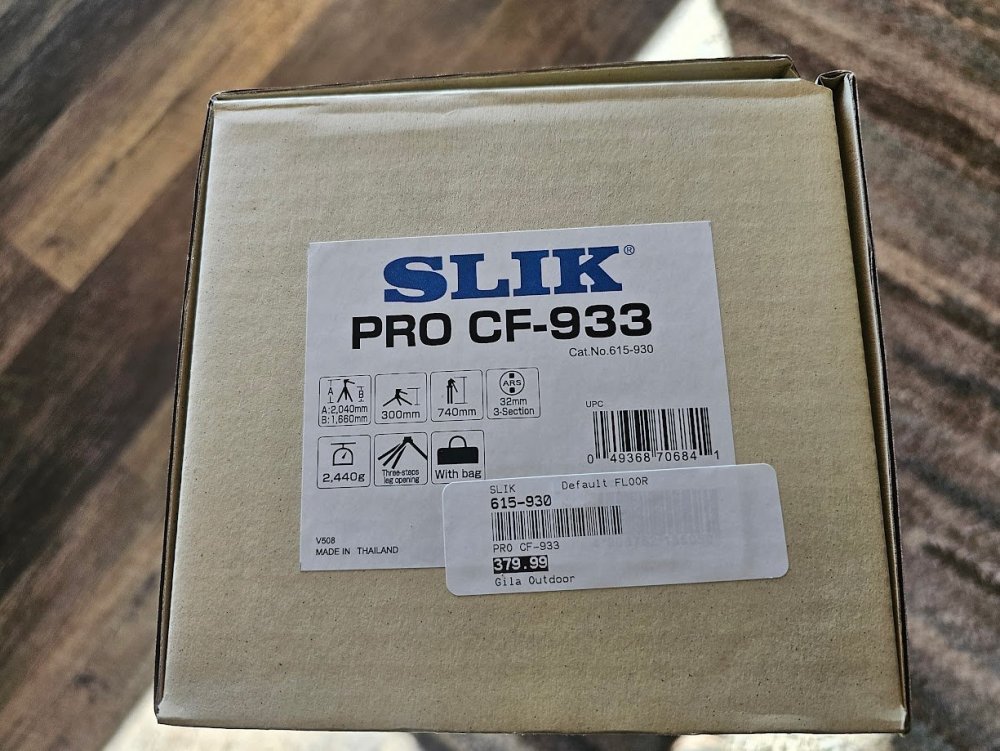 SLIK®
PRO CF-933
Cat.No.615-930
A B
A:2,040mm
B:1,660mm
300mm
740mm
ARS
32mm
3-Section
2,440g
Three-steps
leg opening
With bag
UPC
0 49368 70684 1
V508
MADE IN THAILAND
SLIK Default FLOOR
615-930
PRO CF-933
379.99
Gila Outdoor